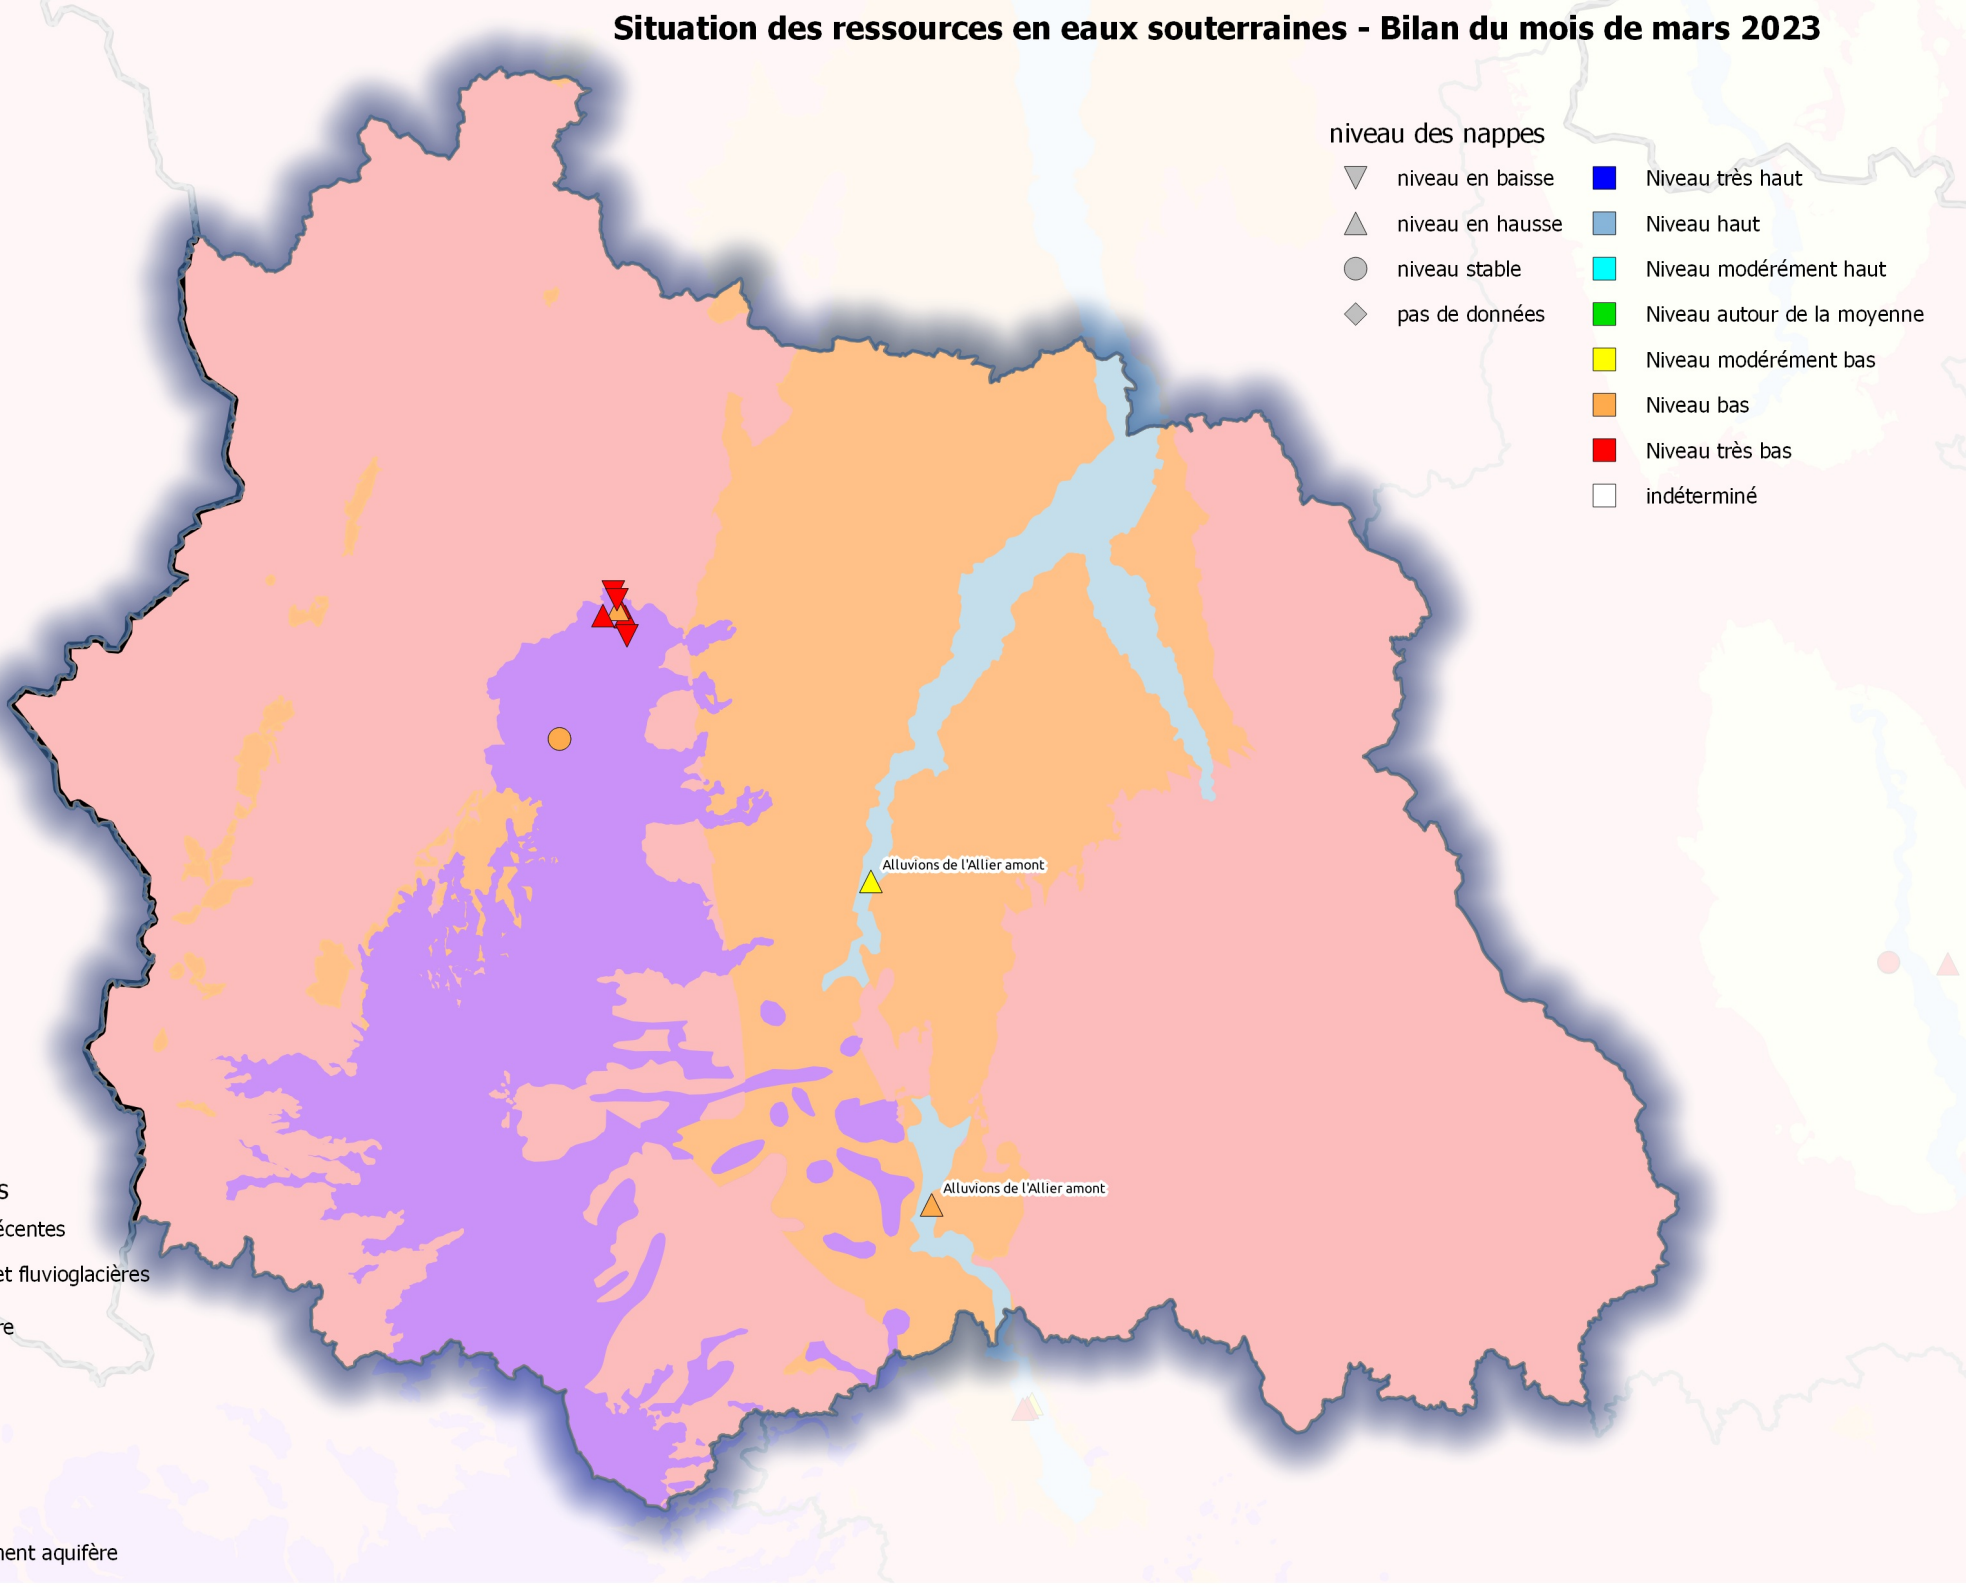 Situation des ressources en eaux souterraines - Bilan du mois de mars 2023
niveau des nappes
niveau en baisse
niveau en hausse
niveau stable
pas de données
Niveau très haut
Niveau haut
Niveau modérément haut
Niveau autour de la moyenne
Niveau modérément bas
Niveau bas
Niveau très bas
indéterminé
Alluvions de l'Allier amont
Alluvions de l'Allier amont
s
écentes
et fluvioglacières
re
ment aquifère